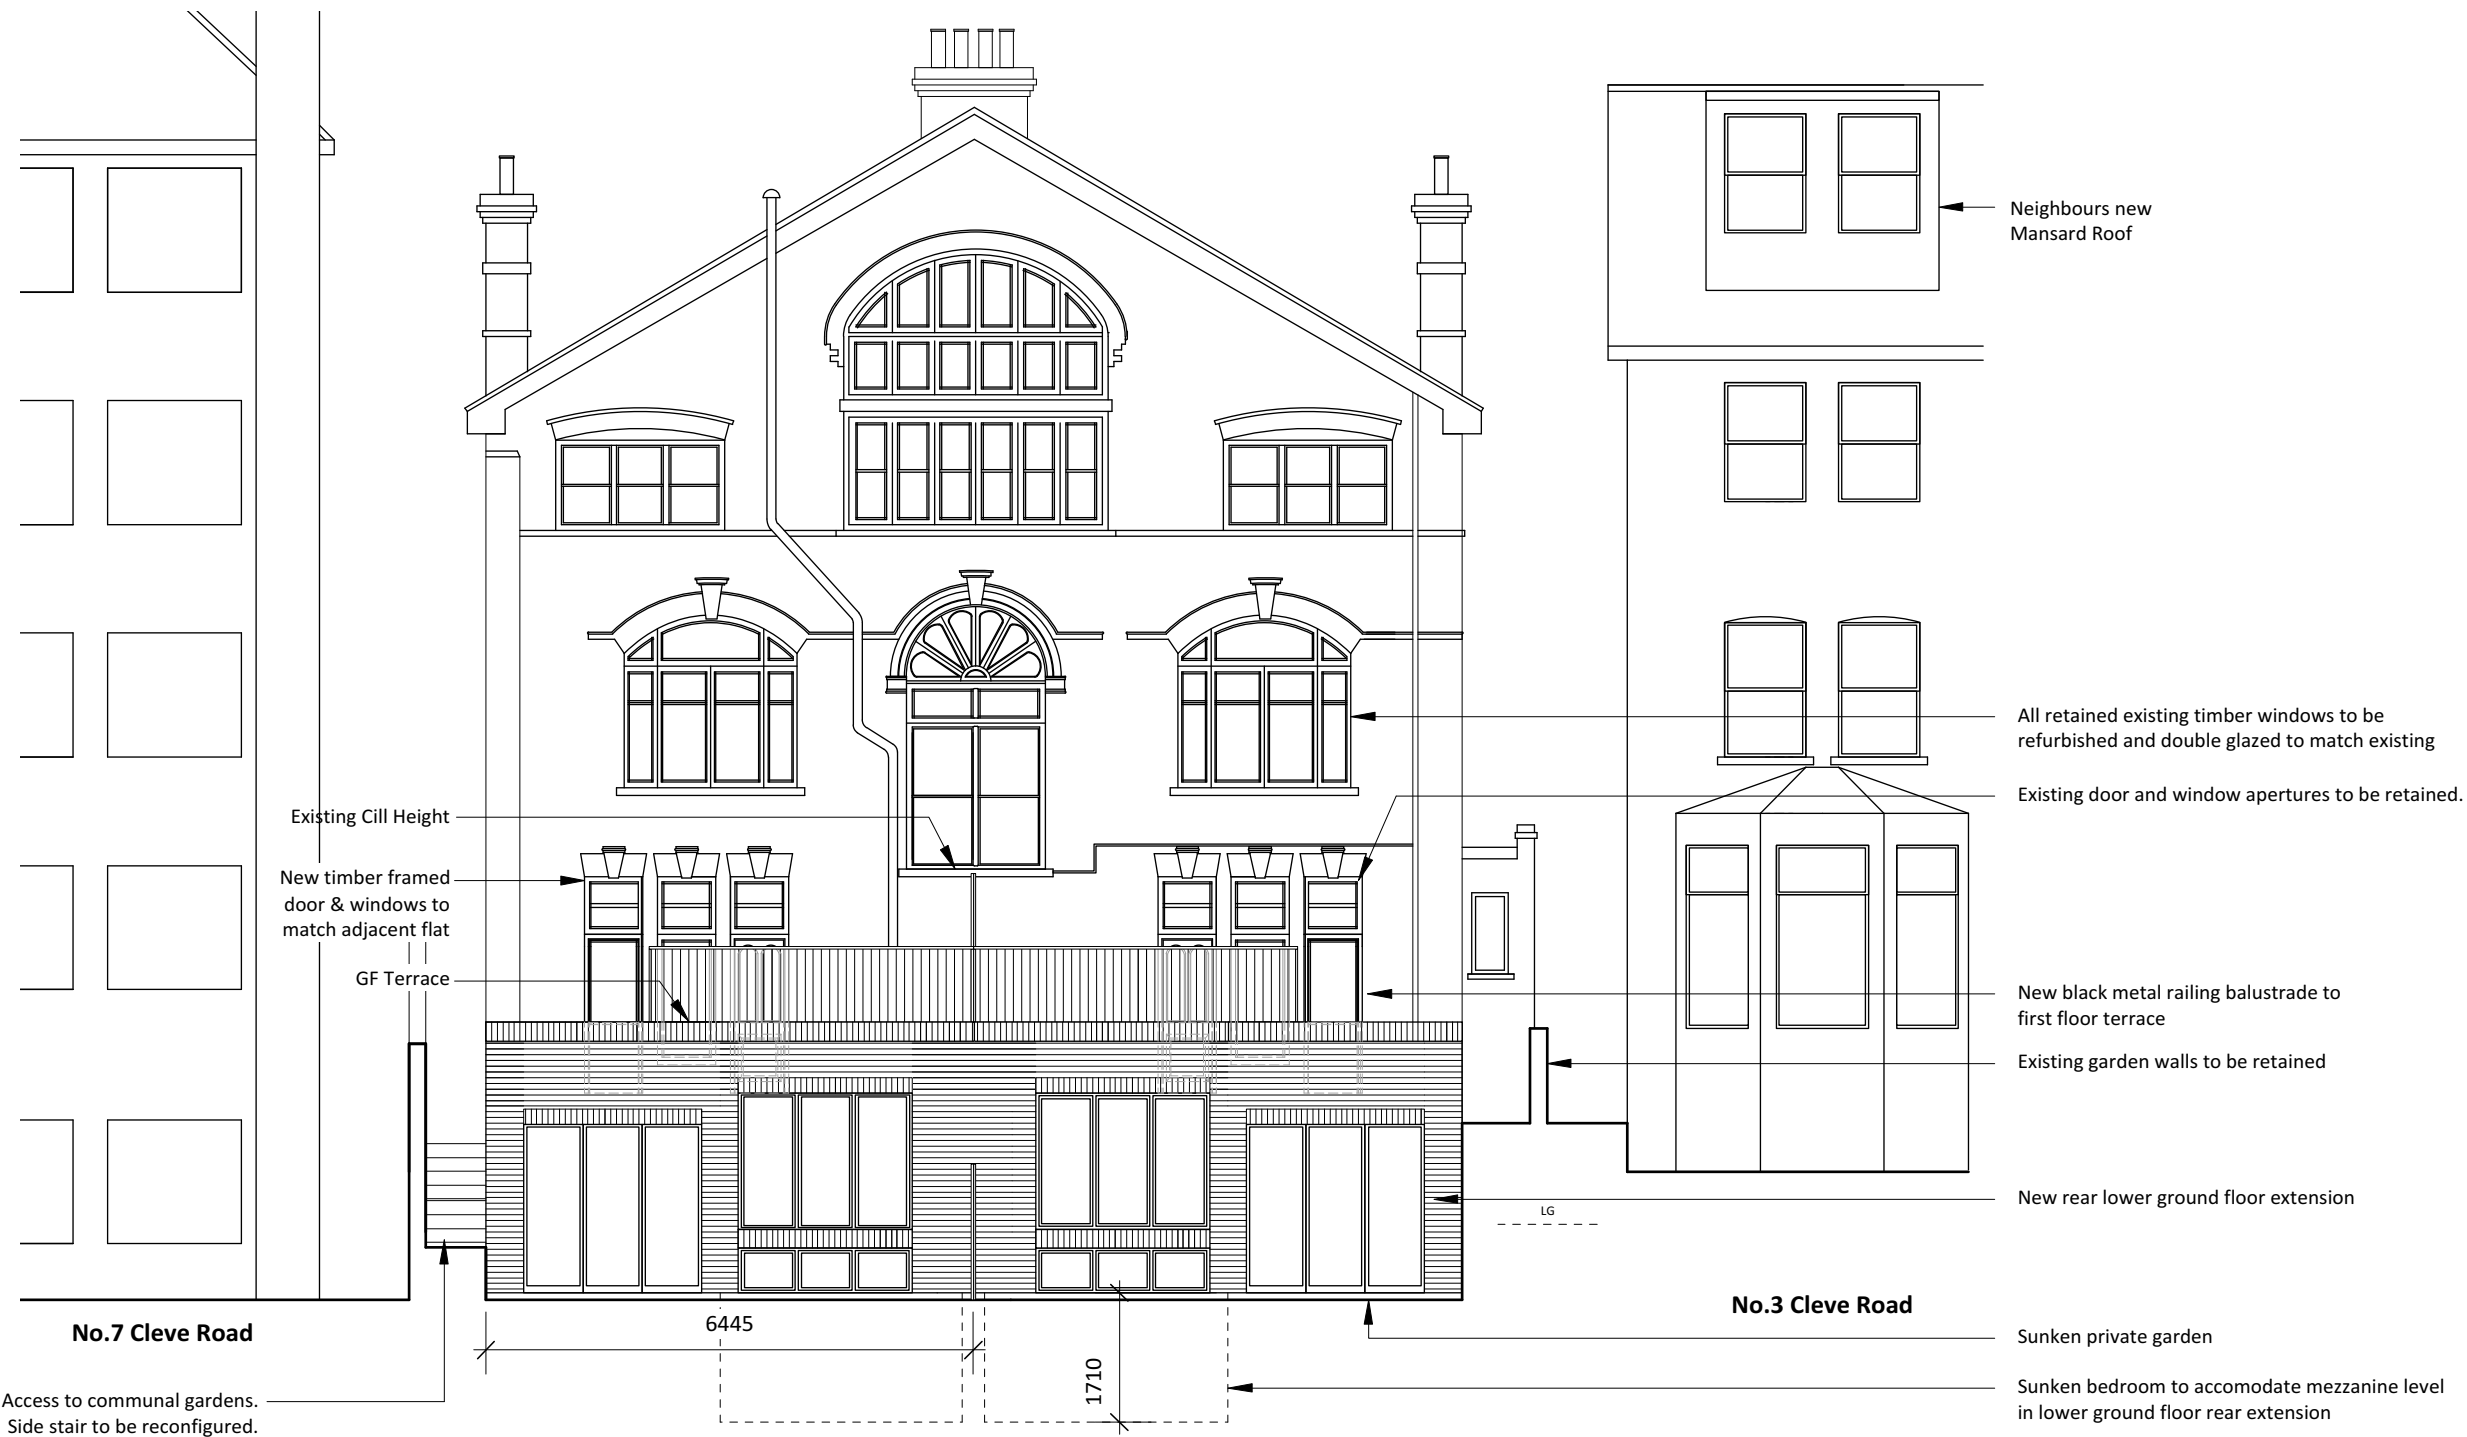 Neighbours new
Mansard Roof
All retained existing timber windows to be
refurbished and double glazed to match existing
Existing door and window apertures to be retained.
Existing Cill Height
New timber framed
door & windows to
match adjacent flat
GF Terrace
New black metal railing balustrade to
first floor terrace
Existing garden walls to be retained
New rear lower ground floor extension
LG
No.7 Cleve Road
6445
No.3 Cleve Road
Sunken private garden
1710
Sunken bedroom to accomodate mezzanine level
in lower ground floor rear extension
Access to communal gardens.
Side stair to be reconfigured.